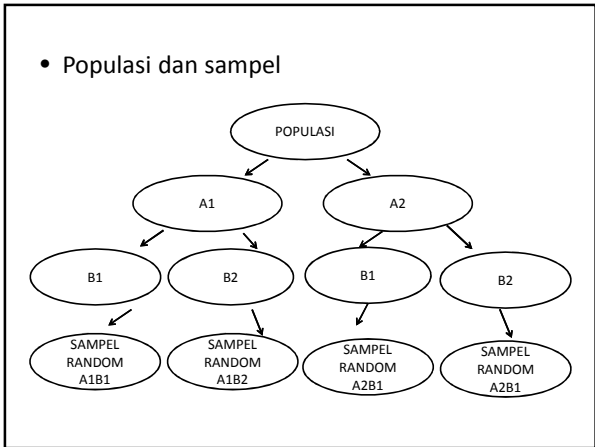 • Populasi dan sampel
POPULASI
A1
A2
B1
B2
B1
B2
SAMPEL
RANDOM
A1B1
SAMPEL
RANDOM
A1B2
SAMPEL
RANDOM
A2B1
SAMPEL
RANDOM
A2B1